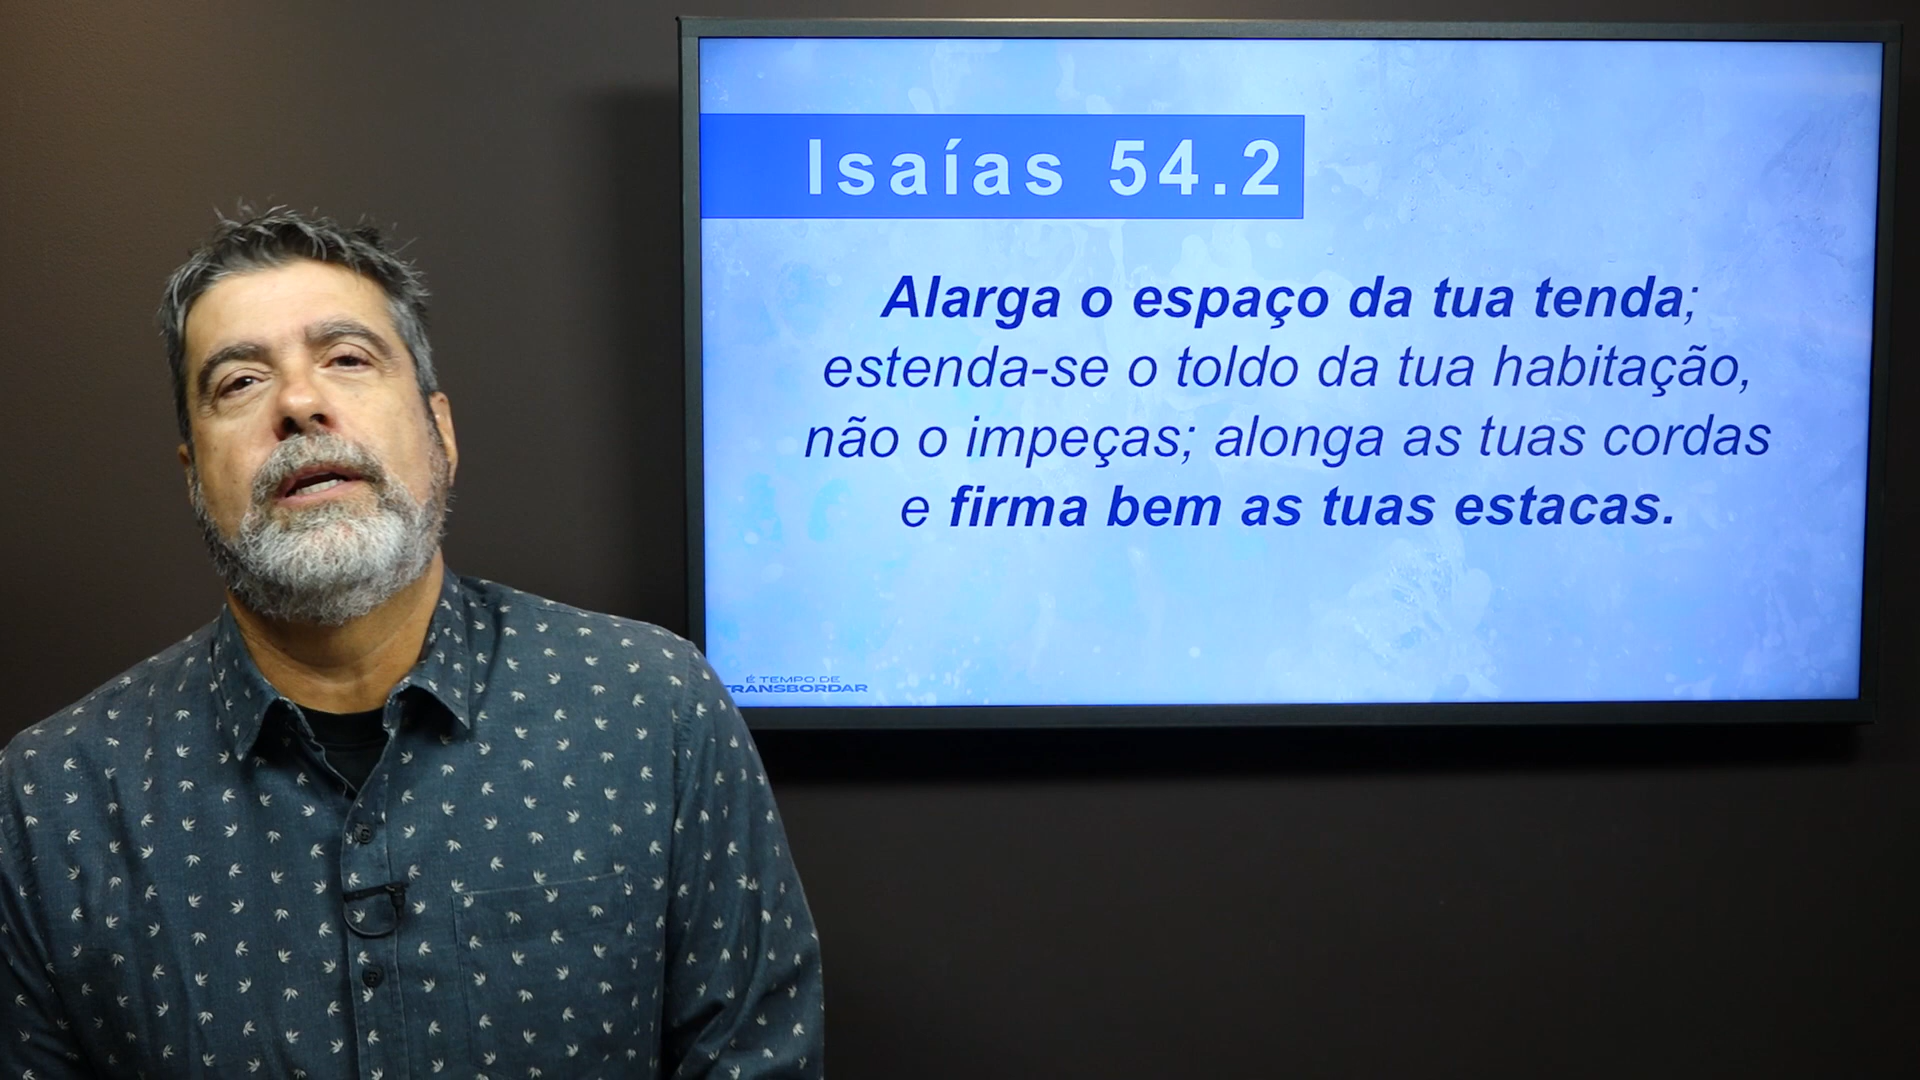 Isaías 54.2
Alarga o espaço da tua tenda;
estenda-se o toldo da tua habitação,
não o impeças; alonga as tuas cordas
e firma bem as tuas estacas.
É TEMPO DE
TRANSBORDAR